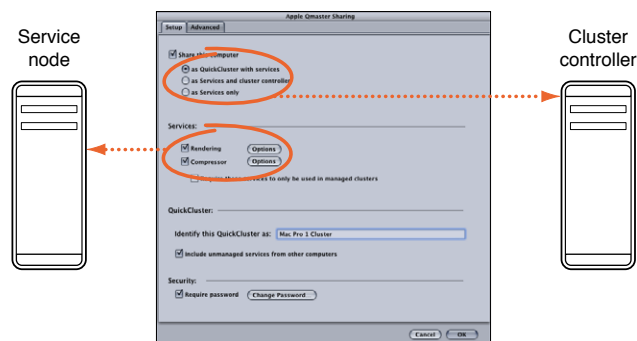 Apple Qmaster Sharing
Setup Advanced
Service
node
Cluster
controller
Share this computer
as QuickCluster with services
as Services and cluster controller
as Services only
Services:
Rendering Options
Compressor Options
Require these services to only be used in managed clusters
QuickCluster:
Identify this QuickCluster as: Mac Pro 1 Cluster
Include unmanaged services from other computers
Security:
Require password Change Password...
Cancel OK